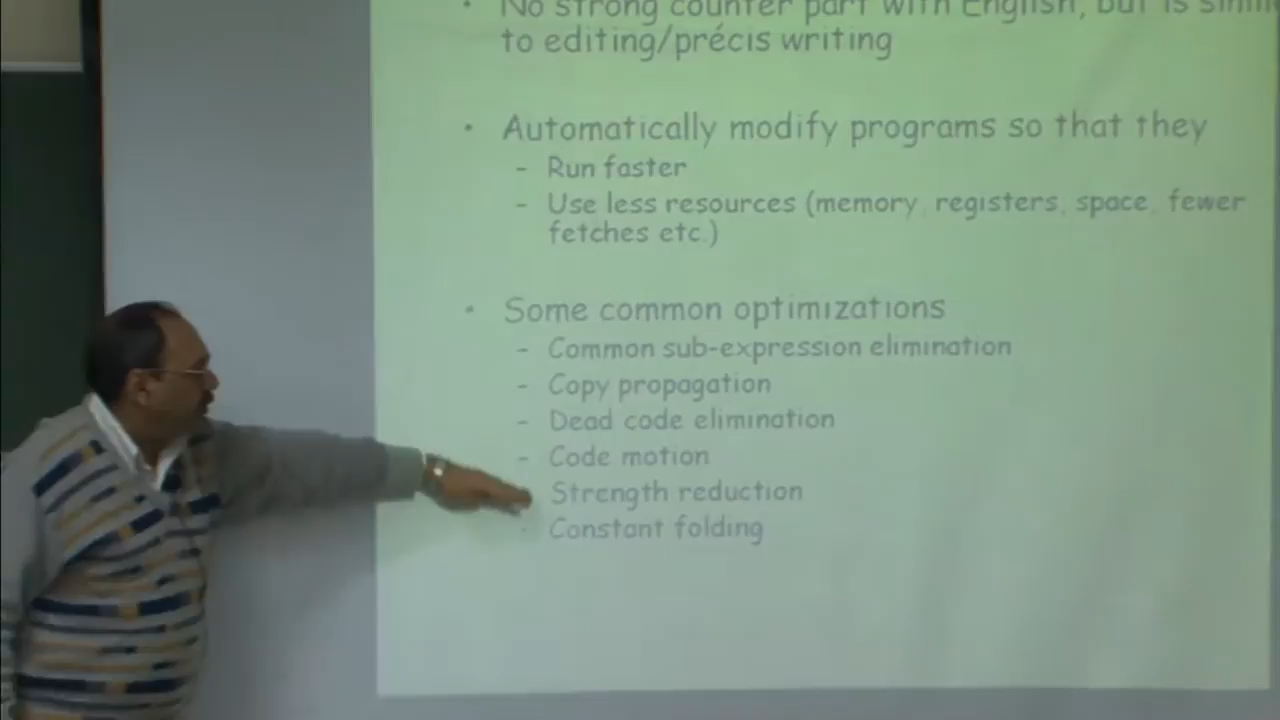 • No strong counter part with English, but is
to editing/précis writing
• Automatically modify programs so that they
- Run faster
- Use less resources (memory, registers, space, fewer
fetches etc.)
• Some common optimizations
- Common sub-expression elimination
- Copy propagation
- Dead code elimination
- Code motion
Strength reduction
- Constant folding